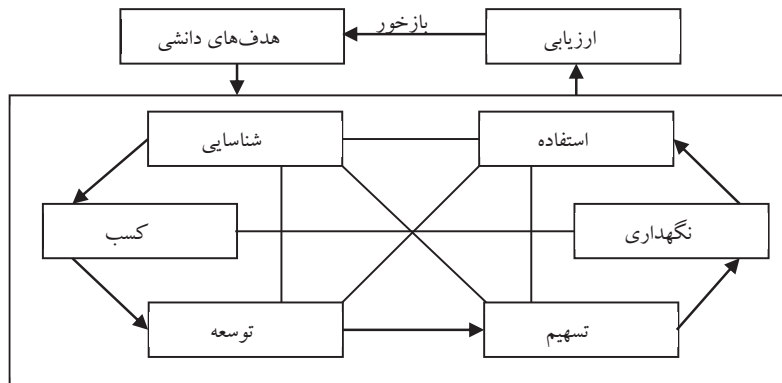 هدف‌های دانشی
بازخور
ارزیابی
شناسایی
استفاده
کسب
نگهداری
توسعه
تسهیم